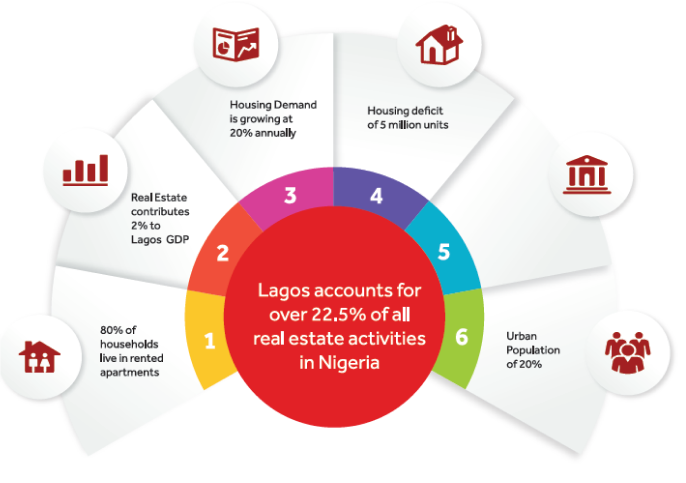 Housing Demand
is growing at
20% annually
Housing deficit
of 5 million units
Real Estate
contributes
2% to
Lagos GDP
80% of
households
live in rented
apartments
Urban
Population
of 20%
1
2
3
4
5
6
Lagos accounts for
over 22.5% of all
real estate activities
in Nigeria